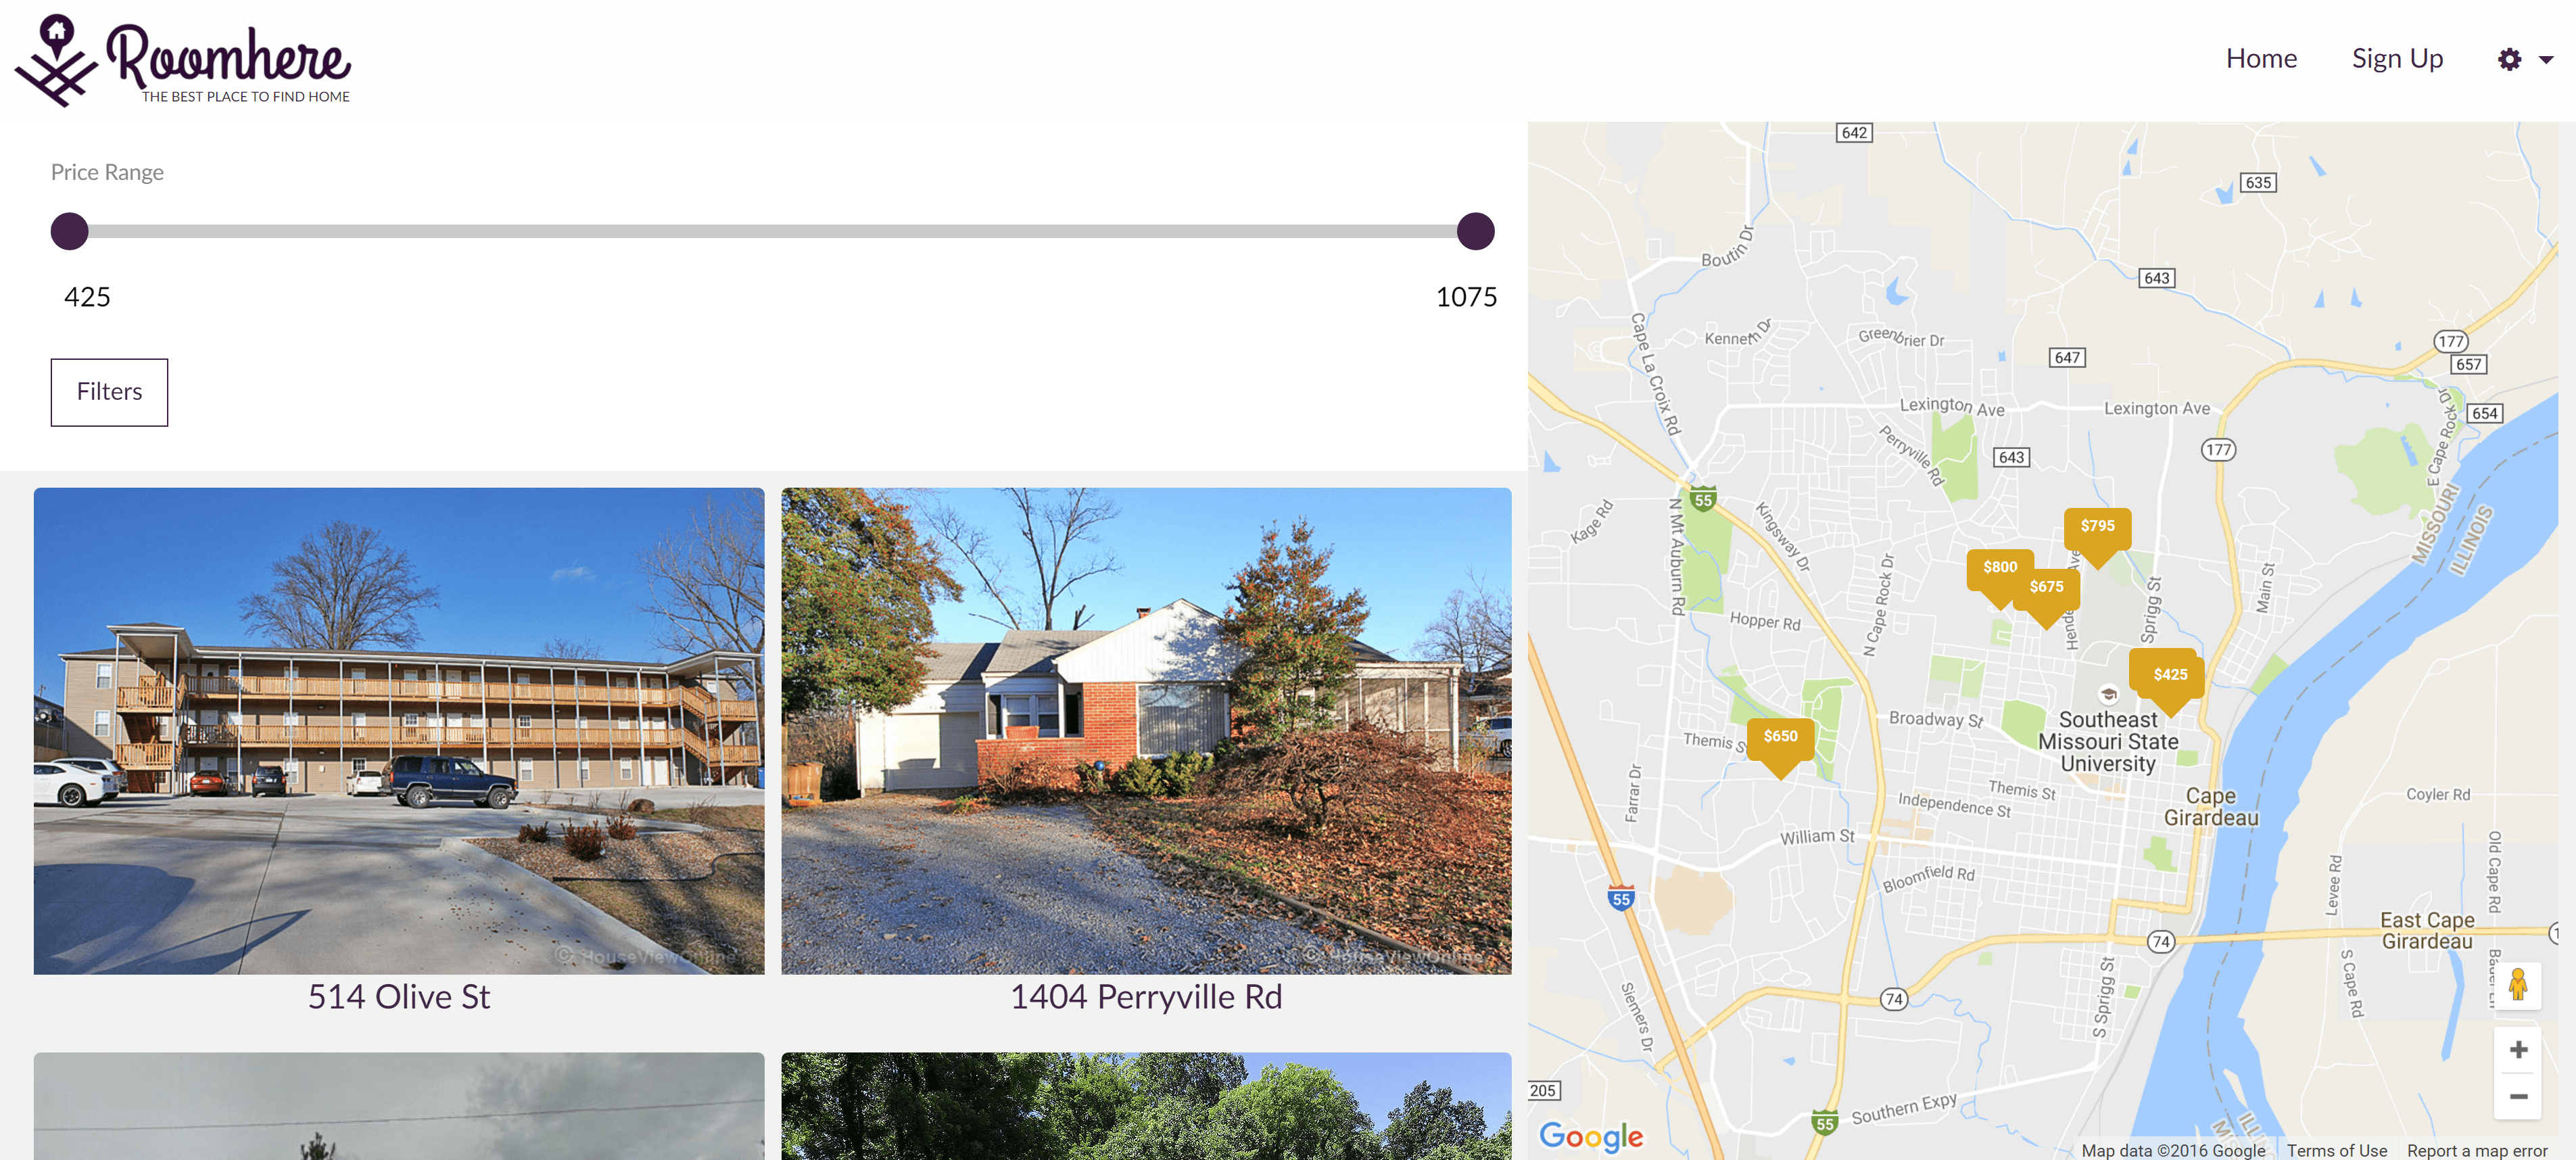 Roomhere
THE BEST PLACE TO FIND HOME
Home
Sign Up
Price Range
425
1075
Filters
© HouseViewOnline
514 Olive St
© HouseViewOnline
1404 Perryville Rd
642
635
Boutin Dr
643
Cape La Croix Rd
Kenneth Dr
Greenbrier Dr
647
177
657
Lexington Ave
Lexington Ave
654
E Cape Rock Dr
Perryville Rd
643
177
55
Kage Rd
N Mt Auburn Rd
Kingsway Dr
MISSOURI
ILLINOIS
$795
$800
$675
N Cape Rock Dr
Sprigg St
Main St
Hopper Rd
$425
Broadway St
Southeast
Missouri State
University
$650
Themis S
Farrar Dr
Themis St
Independence St
Cape
Girardeau
Coyler Rd
William St
Bloomfield Rd
Levee Rd
Old Cape Rd
55
East Cape
Girardeau
74
S Cape Rd
74
S Sprigg St
Siemers Dr
205
Southern Expy
55
Google
Map data ©2016 Google
Terms of Use
Report a map error